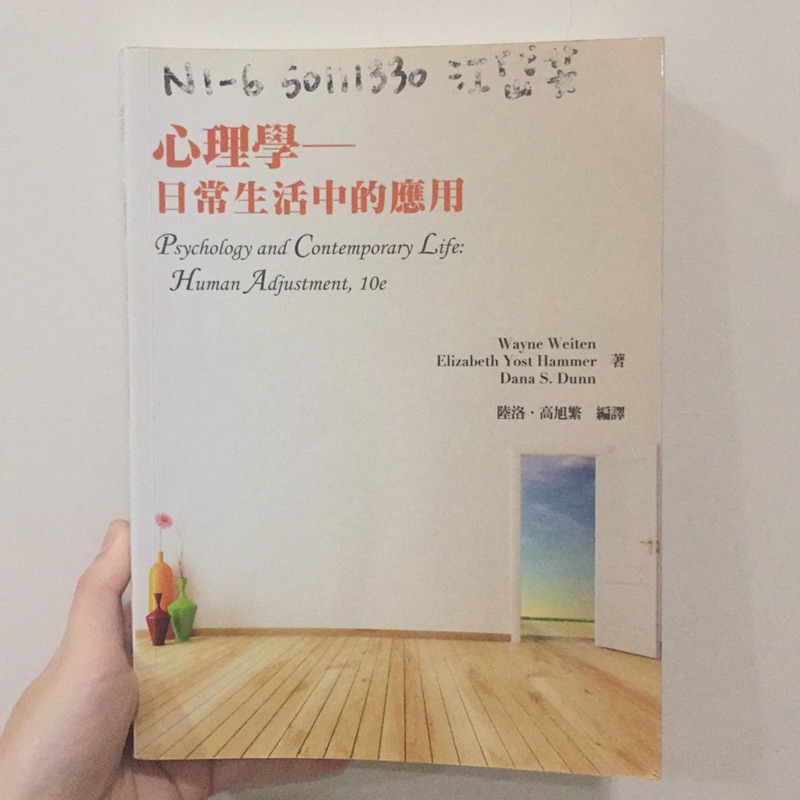 N1-6 50111330 江
心理學—
日常生活中的應用
Psychology and Contemporary Life:
Human Adjustment, 10e
Wayne Weiten
Elizabeth Yost Hammer 著
Dana S. Dunn
陸洛·高旭繁 編譯